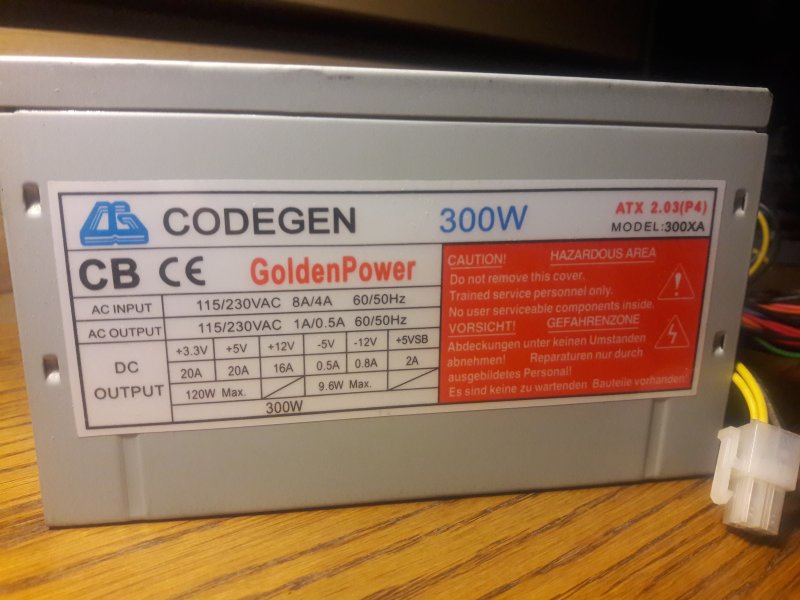 CG CODEGEN 300W ATX 2.03(P4)
MODEL:300XA
CB CE GoldenPower
AC INPUT 115/230VAC 8A/4A 60/50Hz
AC OUTPUT 115/230VAC 1A/0.5A 60/50Hz
DC OUTPUT
+3.3V +5V +12V -5V -12V +5VSB
20A 20A 16A 0.5A 0.8A 2A
120W Max. 9.6W Max.
300W
CAUTION! HAZARDOUS AREA
Do not remove this cover.
Trained service personnel only.
No user serviceable components inside.
VORSICHT! GEFAHRENZONE
Abdeckungen unter keinen Umstanden
abnehmen! Reparaturen nur durch
ausgebildetes Personal!
Es sind keine zu wartenden Bauteile vorhanden!